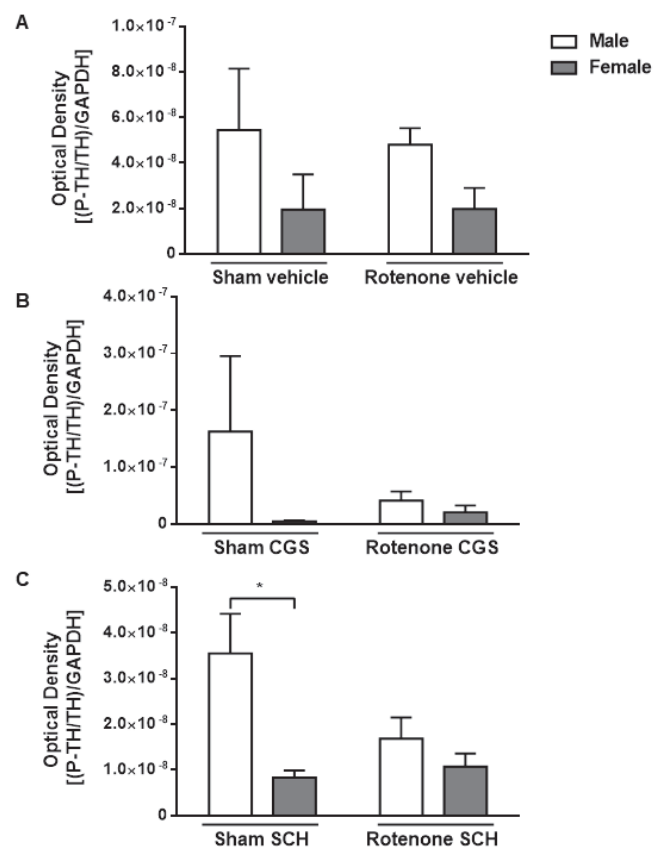 A
1.0×10⁻⁷
8.0×10⁻⁸
6.0×10⁻⁸
4.0×10⁻⁸
2.0×10⁻⁸
0
Optical Density
[(P-TH/TH)/GAPDH]
Sham vehicle Rotenone vehicle
Male
Female
B
4.0×10⁻⁷
3.0×10⁻⁷
2.0×10⁻⁷
1.0×10⁻⁷
0
Optical Density
[(P-TH/TH)/GAPDH]
Sham CGS Rotenone CGS
C
5.0×10⁻⁸
4.0×10⁻⁸
3.0×10⁻⁸
2.0×10⁻⁸
1.0×10⁻⁸
0
Optical Density
[(P-TH/TH)/GAPDH]
*
Sham SCH Rotenone SCH